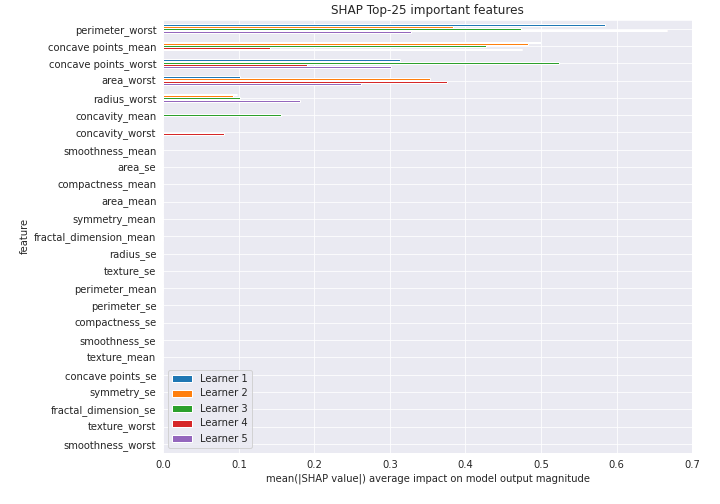 SHAP Top-25 important features
perimeter_worst
concave points_mean
concave points_worst
area_worst
radius_worst
concavity_mean
concavity_worst
smoothness_mean
area_se
compactness_mean
area_mean
symmetry_mean
fractal_dimension_mean
radius_se
texture_se
perimeter_mean
perimeter_se
compactness_se
smoothness_se
texture_mean
concave points_se
symmetry_se
fractal_dimension_se
texture_worst
smoothness_worst
feature
Learner 1
Learner 2
Learner 3
Learner 4
Learner 5
0.0 0.1 0.2 0.3 0.4 0.5 0.6 0.7
mean(|SHAP value|) average impact on model output magnitude